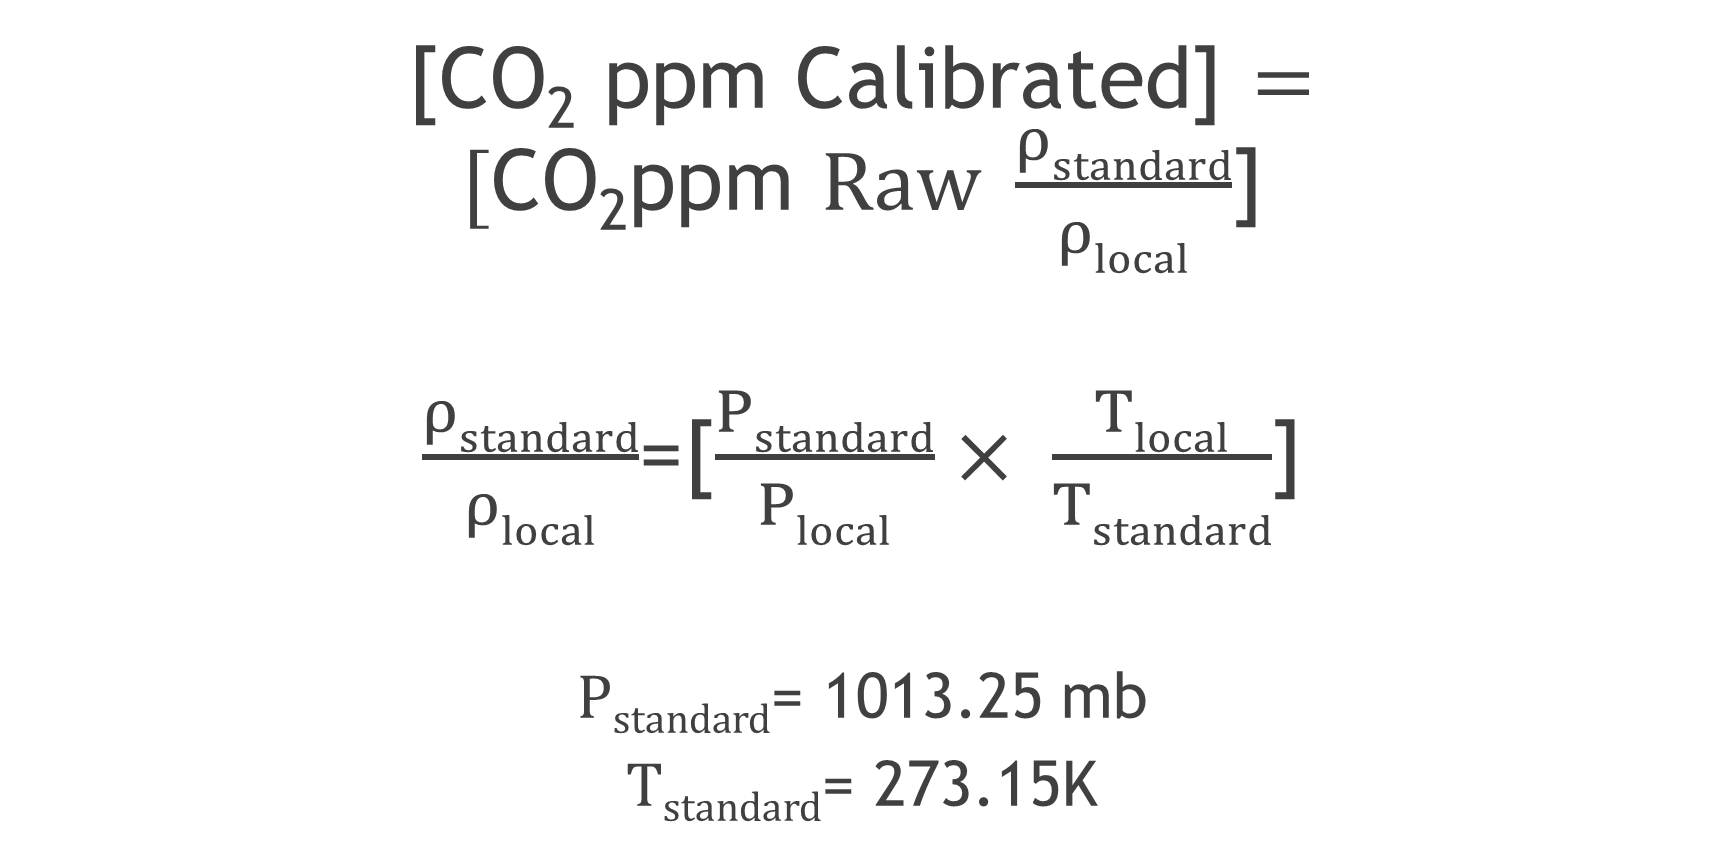 [CO₂ ppm Calibrated] =
[CO₂ppm Raw ρstandard/ρlocal]
ρstandard/ρlocal=[Pstandard/Plocal × Tlocal/Tstandard]
Pstandard= 1013.25 mb
Tstandard= 273.15K